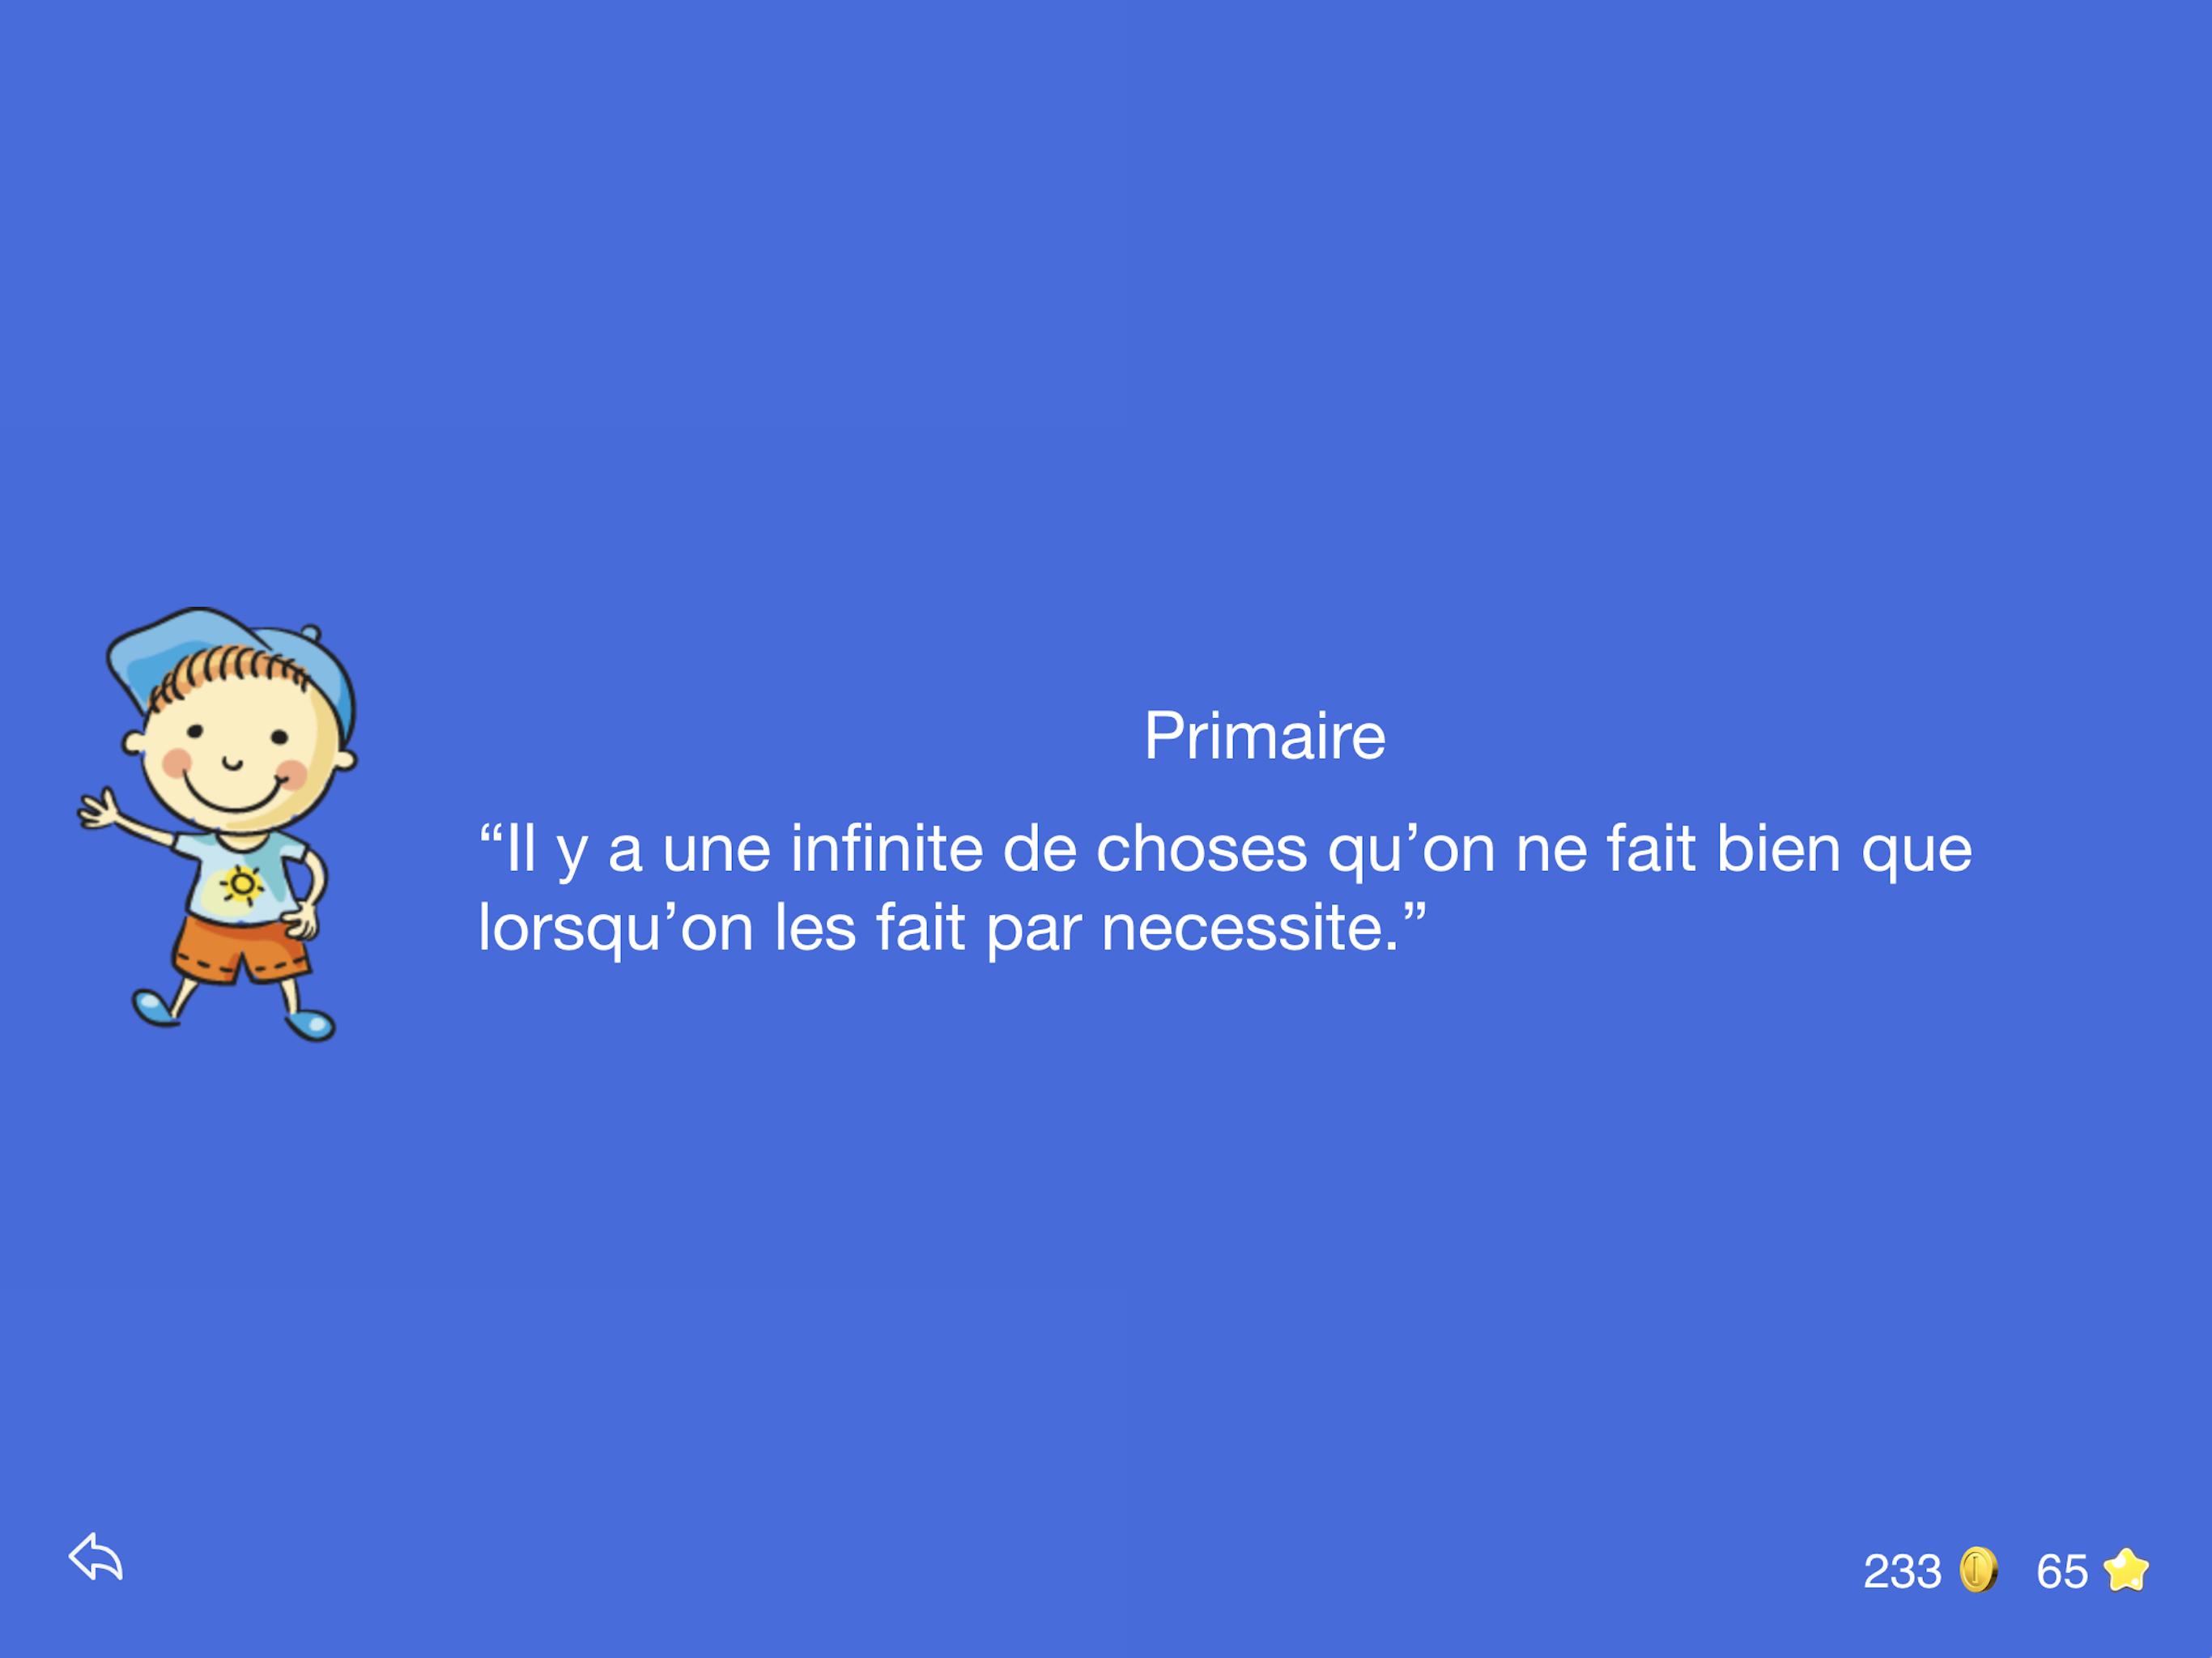 Primaire
“Il y a une infinite de choses qu’on ne fait bien que
lorsqu’on les fait par necessite.”
233 65